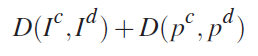 D(I^c, I^d) + D(p^c, p^d)